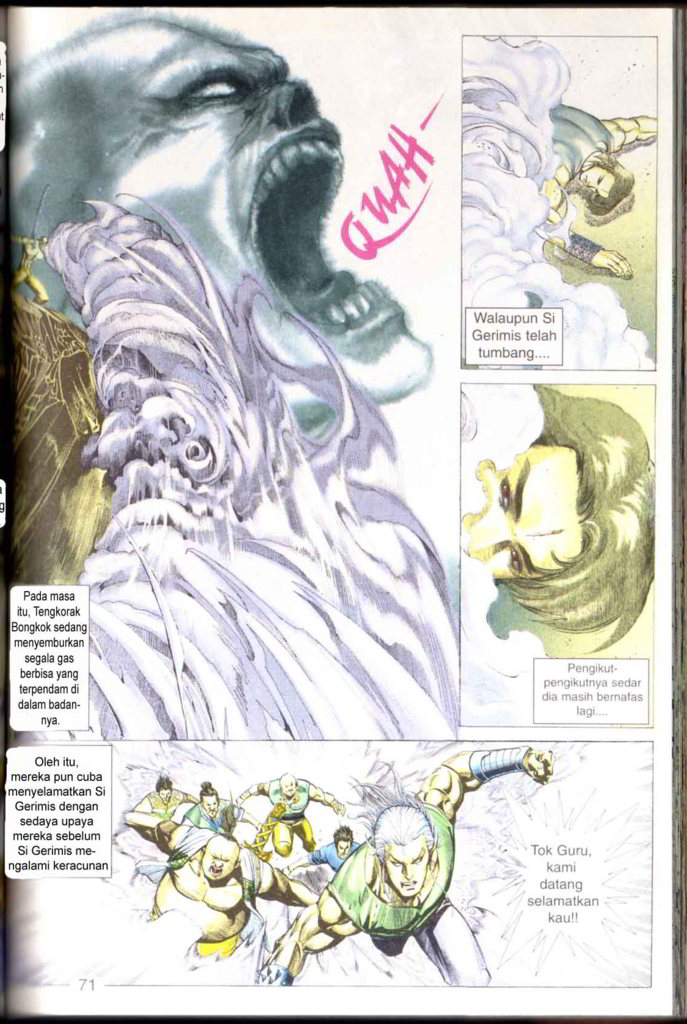 QUAH
Walaupun Si
Gerimis telah
tumbang....
Pengikut-
pengikutnya sedar
dia masih bernafas
lagi....
Pada masa
itu, Tengkorak
Bongkok sedang
menyemburkan
segala gas
berbisa yang
terpendam di
dalam badan-
nya.
Oleh itu,
mereka pun cuba
menyelamatkan Si
Gerimis dengan
sedaya upaya
mereka sebelum
Si Gerimis me-
ngalami keracunan
Tok Guru,
kami
datang
selamatkan
kau!!
71